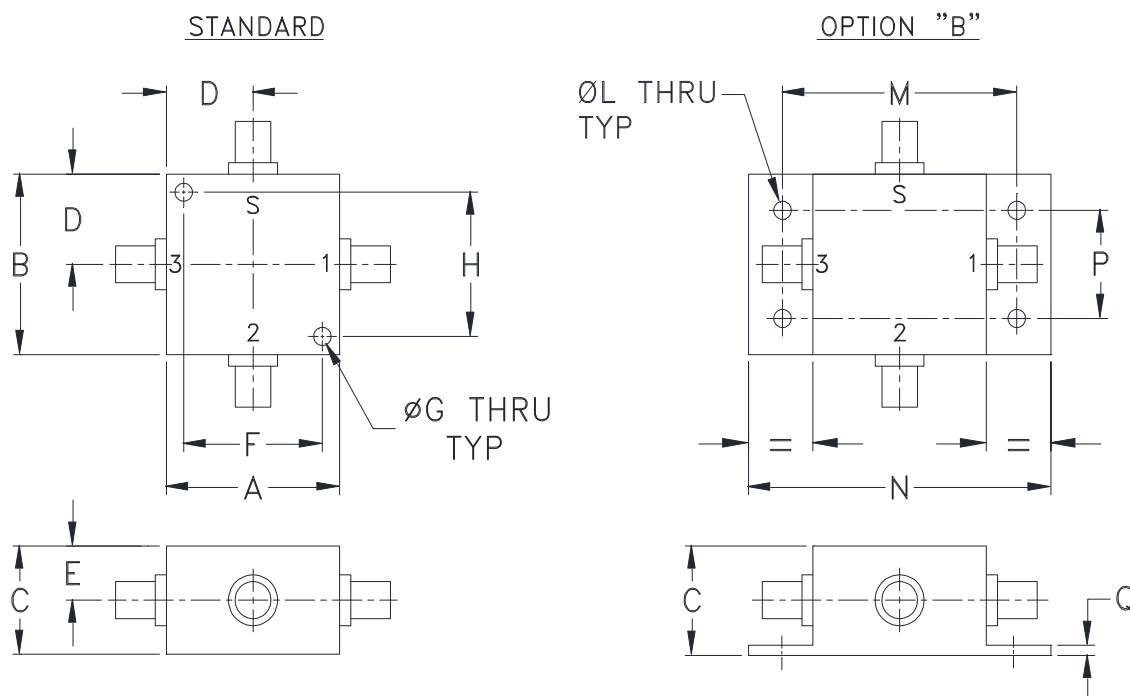 STANDARD
OPTION "B"
D
ØL THRU
TYP
M
D
B
S
3
1
2
H
S
3
1
2
P
ØG THRU
TYP
F
A
=
=
N
C
E
C
Q